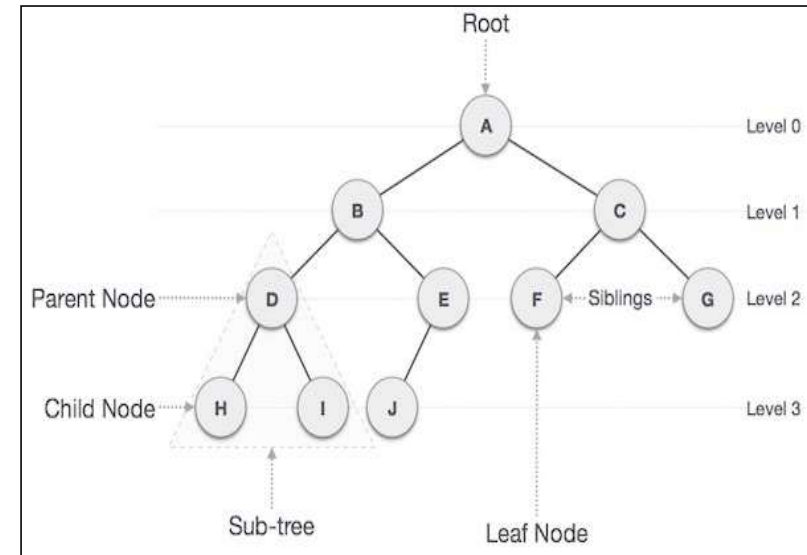 Root
A
Level 0
B
C
Level 1
Parent Node
D
E
F
Siblings
G
Level 2
Child Node
H
I
J
Level 3
Sub-tree
Leaf Node